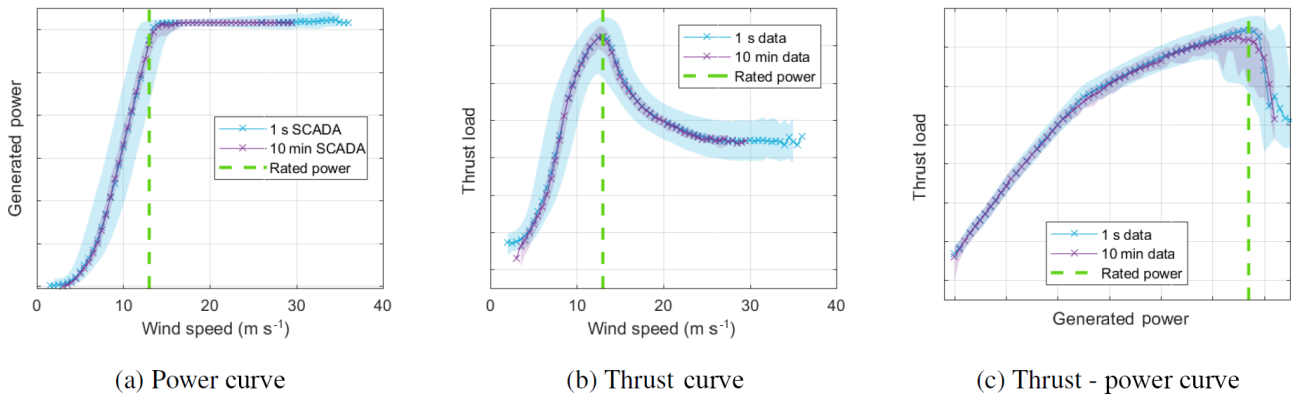 Generated power
1 s SCADA
10 min SCADA
Rated power
0
10
20
30
40
Wind speed (m s⁻¹)
(a) Power curve
Thrust load
1 s data
10 min data
Rated power
0
10
20
30
40
Wind speed (m s⁻¹)
(b) Thrust curve
Thrust load
1 s data
10 min data
Rated power
Generated power
(c) Thrust - power curve